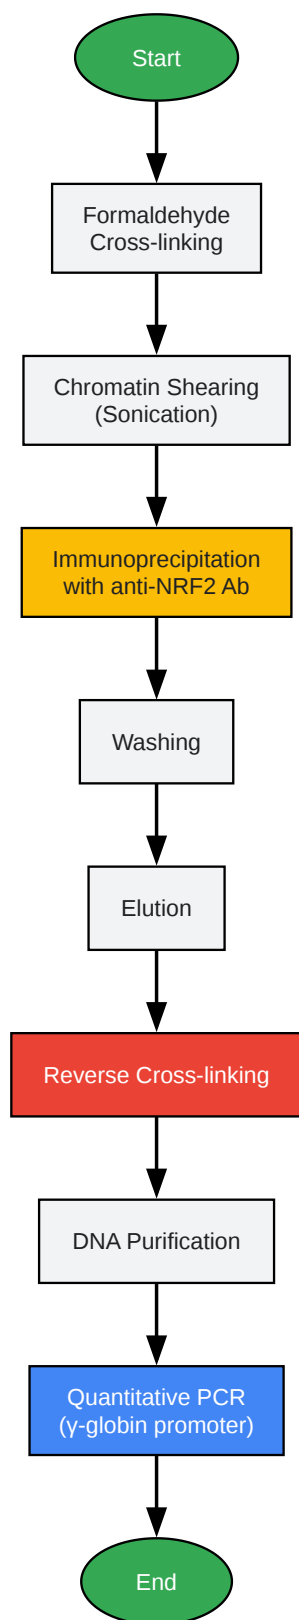 Start
Formaldehyde
Cross-linking
Chromatin Shearing
(Sonication)
Immunoprecipitation
with anti-NRF2 Ab
Washing
Elution
Reverse Cross-linking
DNA Purification
Quantitative PCR
(γ-globin promoter)
End